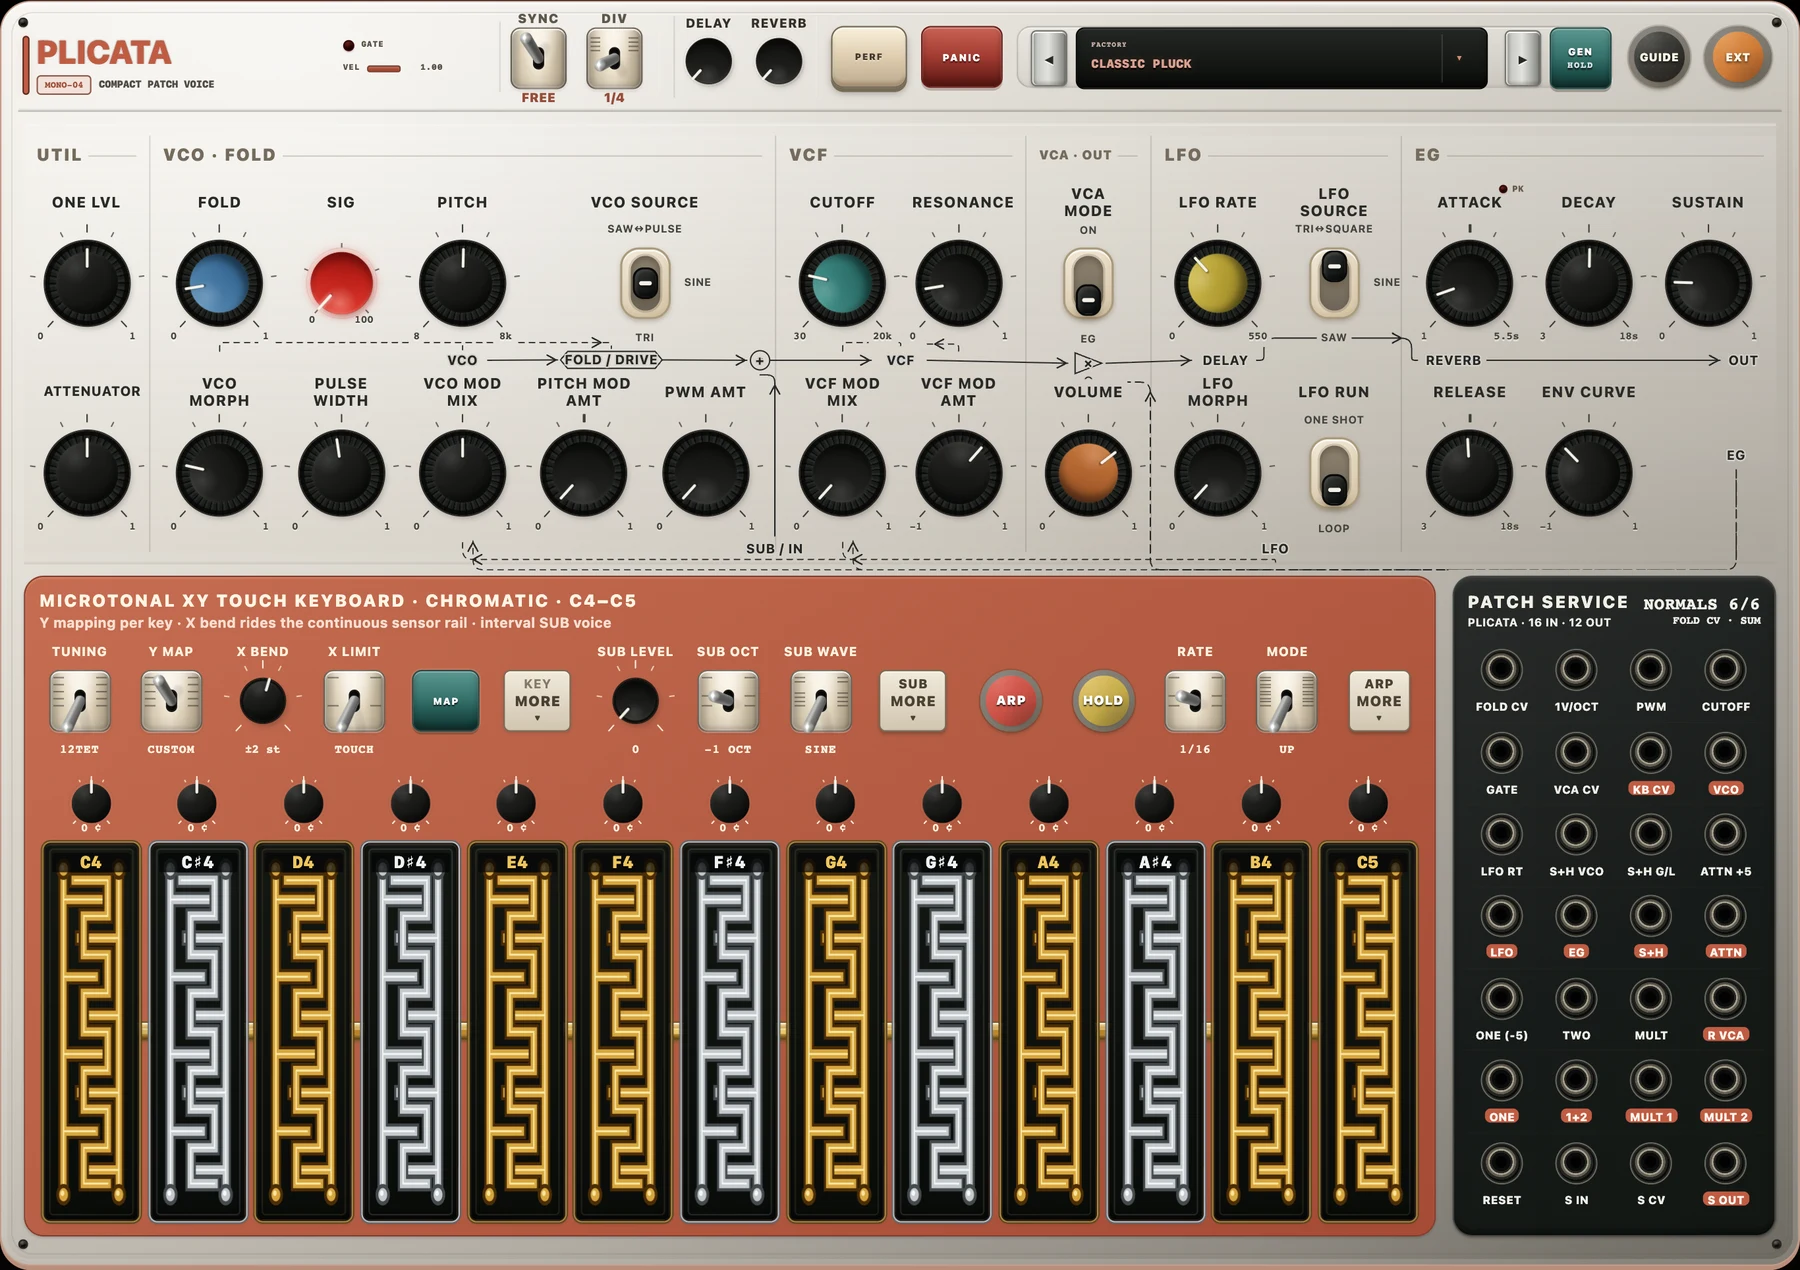 SYNC DIV DELAY REVERB
PLICATA
MONO-04 COMPACT PATCH VOICE
GATE
VEL 1.00
FREE 1/4
PERF PANIC
◀
FACTORY
CLASSIC PLUCK
▼
▶
GEN
HOLD
GUIDE EXT
UTIL VCO · FOLD VCF VCA · OUT LFO EG
ONE LVL FOLD SIG PITCH VCO SOURCE CUTOFF RESONANCE VCA MODE LFO RATE LFO SOURCE ATTACK PK DECAY SUSTAIN
SAW↔PULSE ON TRI↔SQUARE
SINE SINE
0 1 0 1 0 100 8 8k TRI 30 20k 0 EG 0 550 SAW 1 5.5s 3 18s 0 1
VCO FOLD / DRIVE + VCF x DELAY REVERB OUT
ATTENUATOR VCO MORPH PULSE WIDTH VCO MOD MIX PITCH MOD AMT PWM AMT VCF MOD MIX VCF MOD AMT VOLUME LFO MORPH LFO RUN RELEASE ENV CURVE
ONE SHOT
EG
0 1 0 1 0 1 0 1 0 1 0 1 0 1 -1 1 0 1 0 1 LOOP 3 18s -1 1
SUB / IN LFO
MICROTONAL XY TOUCH KEYBOARD · CHROMATIC · C4–C5
Y mapping per key · X bend rides the continuous sensor rail · interval SUB voice
TUNING Y MAP X BEND X LIMIT SUB LEVEL SUB OCT SUB WAVE RATE MODE
MAP
KEY
MORE
▼
SUB
MORE
▼
ARP HOLD
ARP
MORE
▼
12TET CUSTOM ±2 st TOUCH 0 -1 OCT SINE 1/16 UP
0 ¢ 0 ¢ 0 ¢ 0 ¢ 0 ¢ 0 ¢ 0 ¢ 0 ¢ 0 ¢ 0 ¢ 0 ¢ 0 ¢ 0 ¢
C4 C♯4 D4 D♯4 E4 F4 F♯4 G4 G♯4 A4 A♯4 B4 C5
PATCH SERVICE NORMALS 6/6
PLICATA · 16 IN · 12 OUT FOLD CV · SUM
FOLD CV 1V/OCT PWM CUTOFF
GATE VCA CV KB CV VCO
LFO RT S+H VCO S+H G/L ATTN +5
LFO EG S+H ATTN
ONE (-5) TWO MULT R VCA
ONE 1+2 MULT 1 MULT 2
RESET S IN S CV S OUT